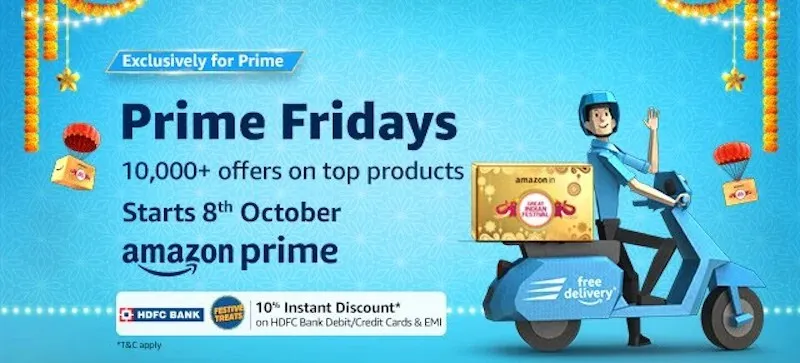 Exclusively for Prime
Prime Fridays
10,000+ offers on top products
Starts 8th October
amazon prime
HDFC BANK
FESTIVE
TREATS
10% Instant Discount*
on HDFC Bank Debit/Credit Cards & EMI
*T&C apply
amazon.in
GREAT
INDIAN
FESTIVAL
free
delivery*